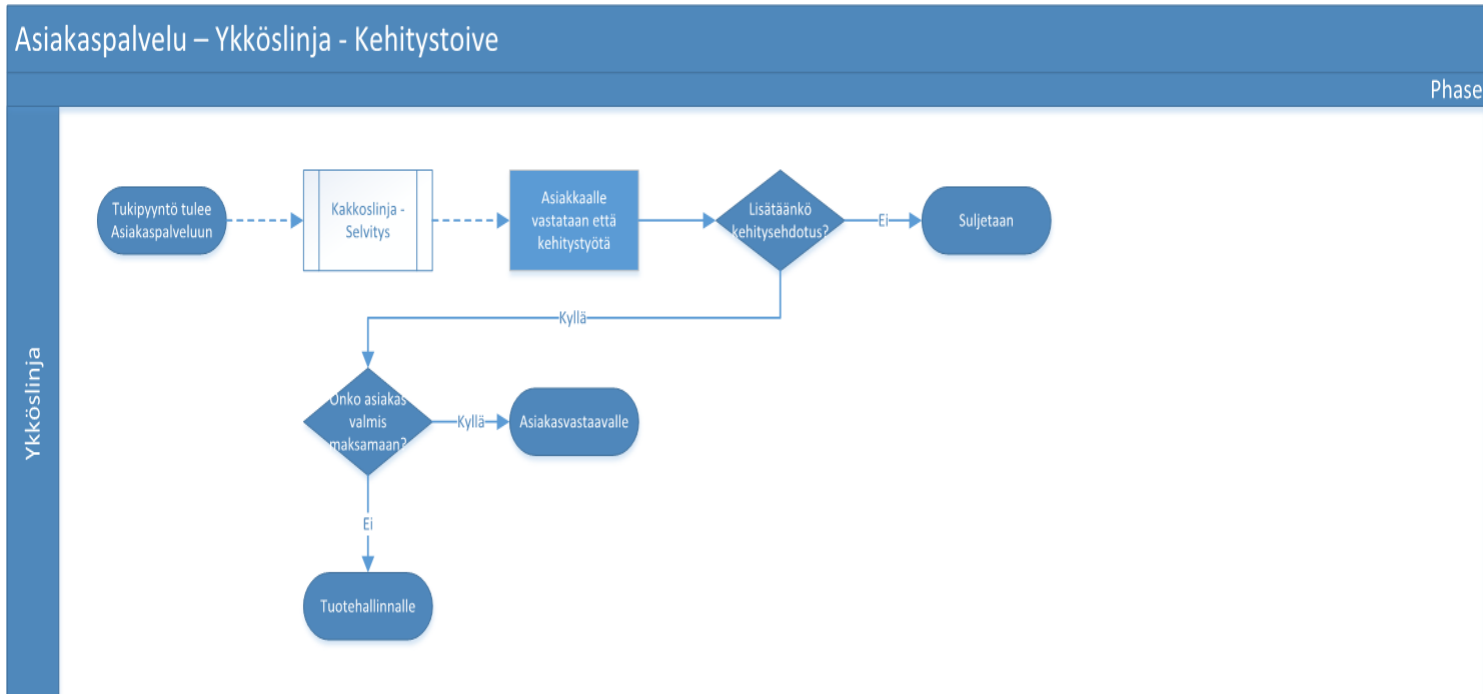 Asiakaspalvelu – Ykköslinja - Kehitystoive
Phase
Ykköslinja
Tukipyyntö tulee
Asiakaspalveluun
Kakkoslinja -
Selvitys
Asiakkaalle
vastataan että
kehitystyötä
Lisätäänkö
kehitysehdotus?
Ei
Suljetaan
Kyllä
Onko asiakas
valmis
maksamaan?
Kyllä
Asiakasvastaavalle
Ei
Tuotehallinnalle